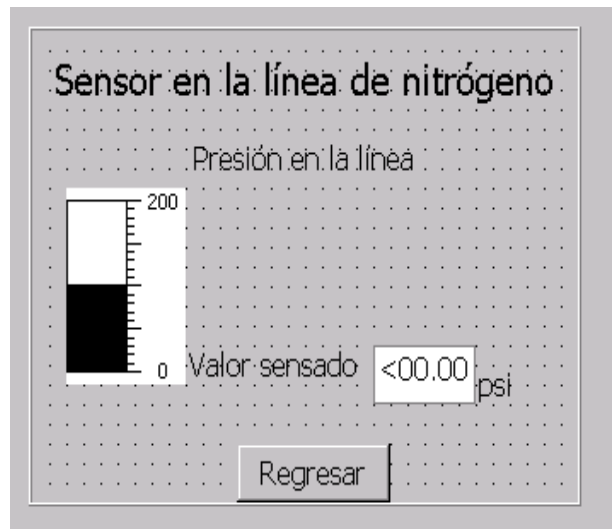 Sensor en la línea de nitrógeno
Presión en la línea
200
0
Valor sensado <00.00 psi
Regresar